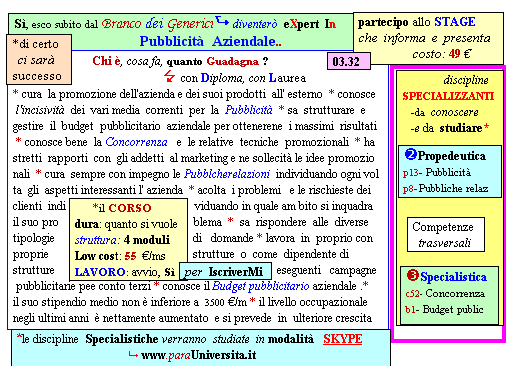 Sì, esco subito dal Branco dei Generici diventerò eXpert In
Pubblicità Aziendale..
partecipo allo STAGE
che informa e presenta
costo: 49 €
*di certo
ci sarà
successo
Chi è, cosa fa, quanto Guadagna ?
con Diploma, con Laurea
03.32
* cura la promozione dell'azienda e dei suoi prodotti all' esterno * conosce
l'incisività dei vari media correnti per la Pubblicità * sa strutturare e
gestire il budget pubblicitario aziendale per ottenerene i massimi risultati
* conosce bene la Concorrenza e le relative tecniche promozionali * ha
stretti rapporti con gli addetti al marketing e ne sollecità le idee promozio
nali * cura sempre con impegno le Pubblicherelazioni individuando ogni vol
ta gli aspetti interessanti l' azienda * acolta i problemi e le rischieste dei
clienti indi viduando in quale ambito si inquadra
il suo pro blema * sa rispondere alle diverse
tipologie di domande * lavora in proprio con
proprie strutture o come dipendente di
strutture eseguenti campagne
pubblicitarie pee conto terzi * conosce il Budget pubblicitario aziendale .*
il suo stipendio medio non è inferiore a 3500 €/m * il livello occupazionale
negli ultimi anni è nettamente aumentato e si prevede in ulteriore crescita
*il CORSO
dura: quanto si vuole
struttura: 4 moduli
Low cost: 55 €/ms
LAVORO: avvio, Sì
per IscriverMi
discipline
SPECIALIZZANTI
-da conoscere
-e da studiare*
2Propedeutica
p13- Pubblicità
p8- Pubbliche relaz
Competenze
trasversali
3Specialistica
c52- Concorrenza
b1- Budget public
*le discipline Specialistiche verranno studiate in modalità SKYPE
www.paraUniversita.it